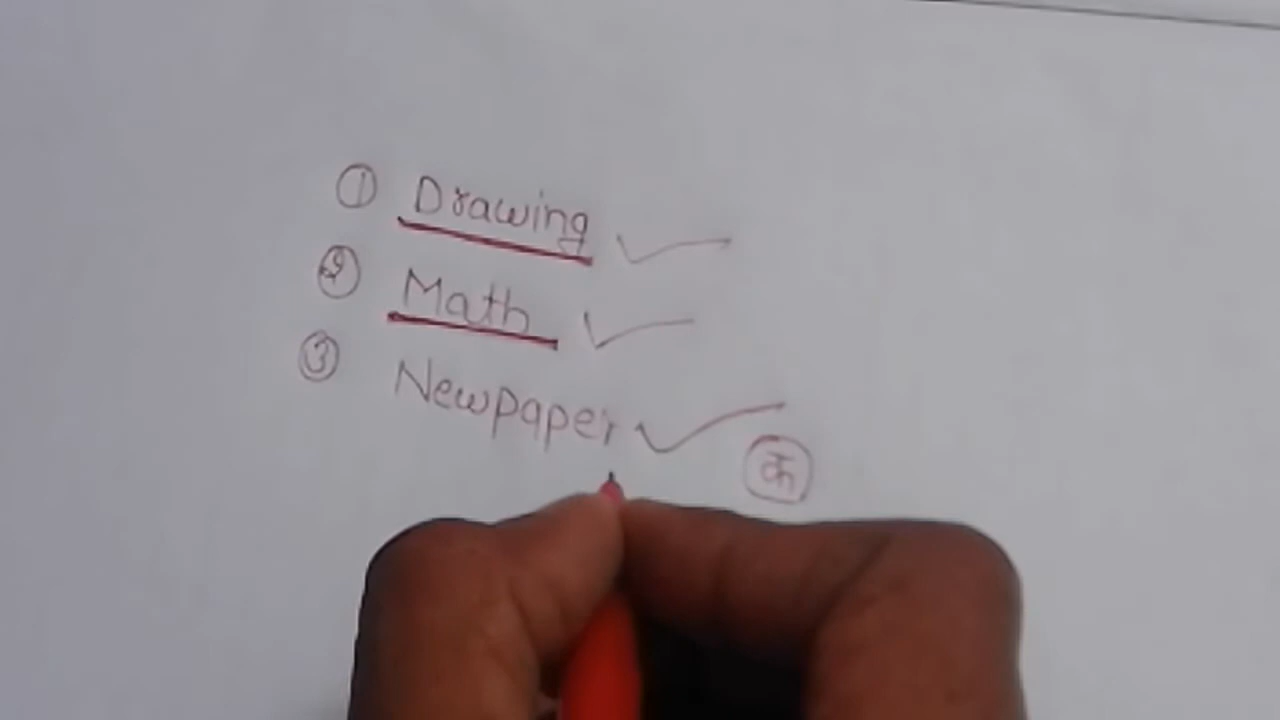 ① Drawing
② Math
③ Newpaper
क